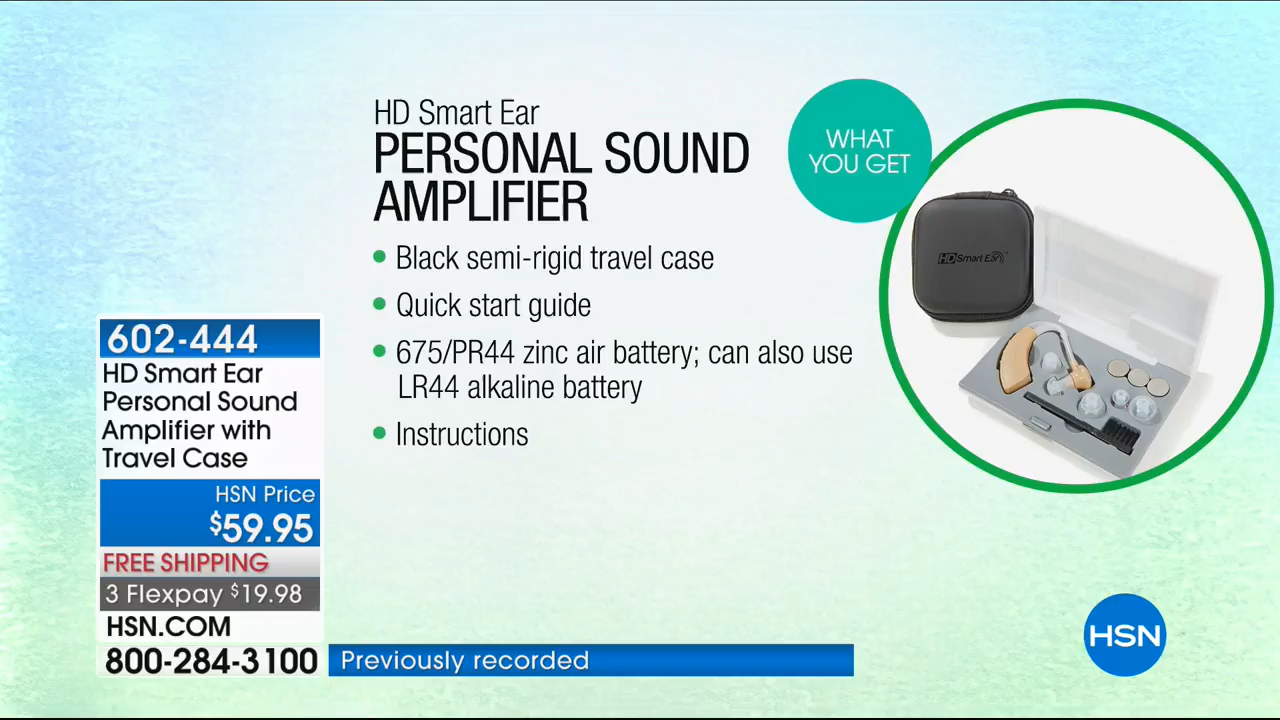 HD Smart Ear
PERSONAL SOUND
AMPLIFIER
WHAT
YOU GET
• Black semi-rigid travel case
• Quick start guide
• 675/PR44 zinc air battery; can also use
LR44 alkaline battery
• Instructions
HD Smart Ear
602-444
HD Smart Ear
Personal Sound
Amplifier with
Travel Case
HSN Price
$59.95
FREE SHIPPING
3 Flexpay $19.98
HSN.COM
800-284-3100
Previously recorded
HSN